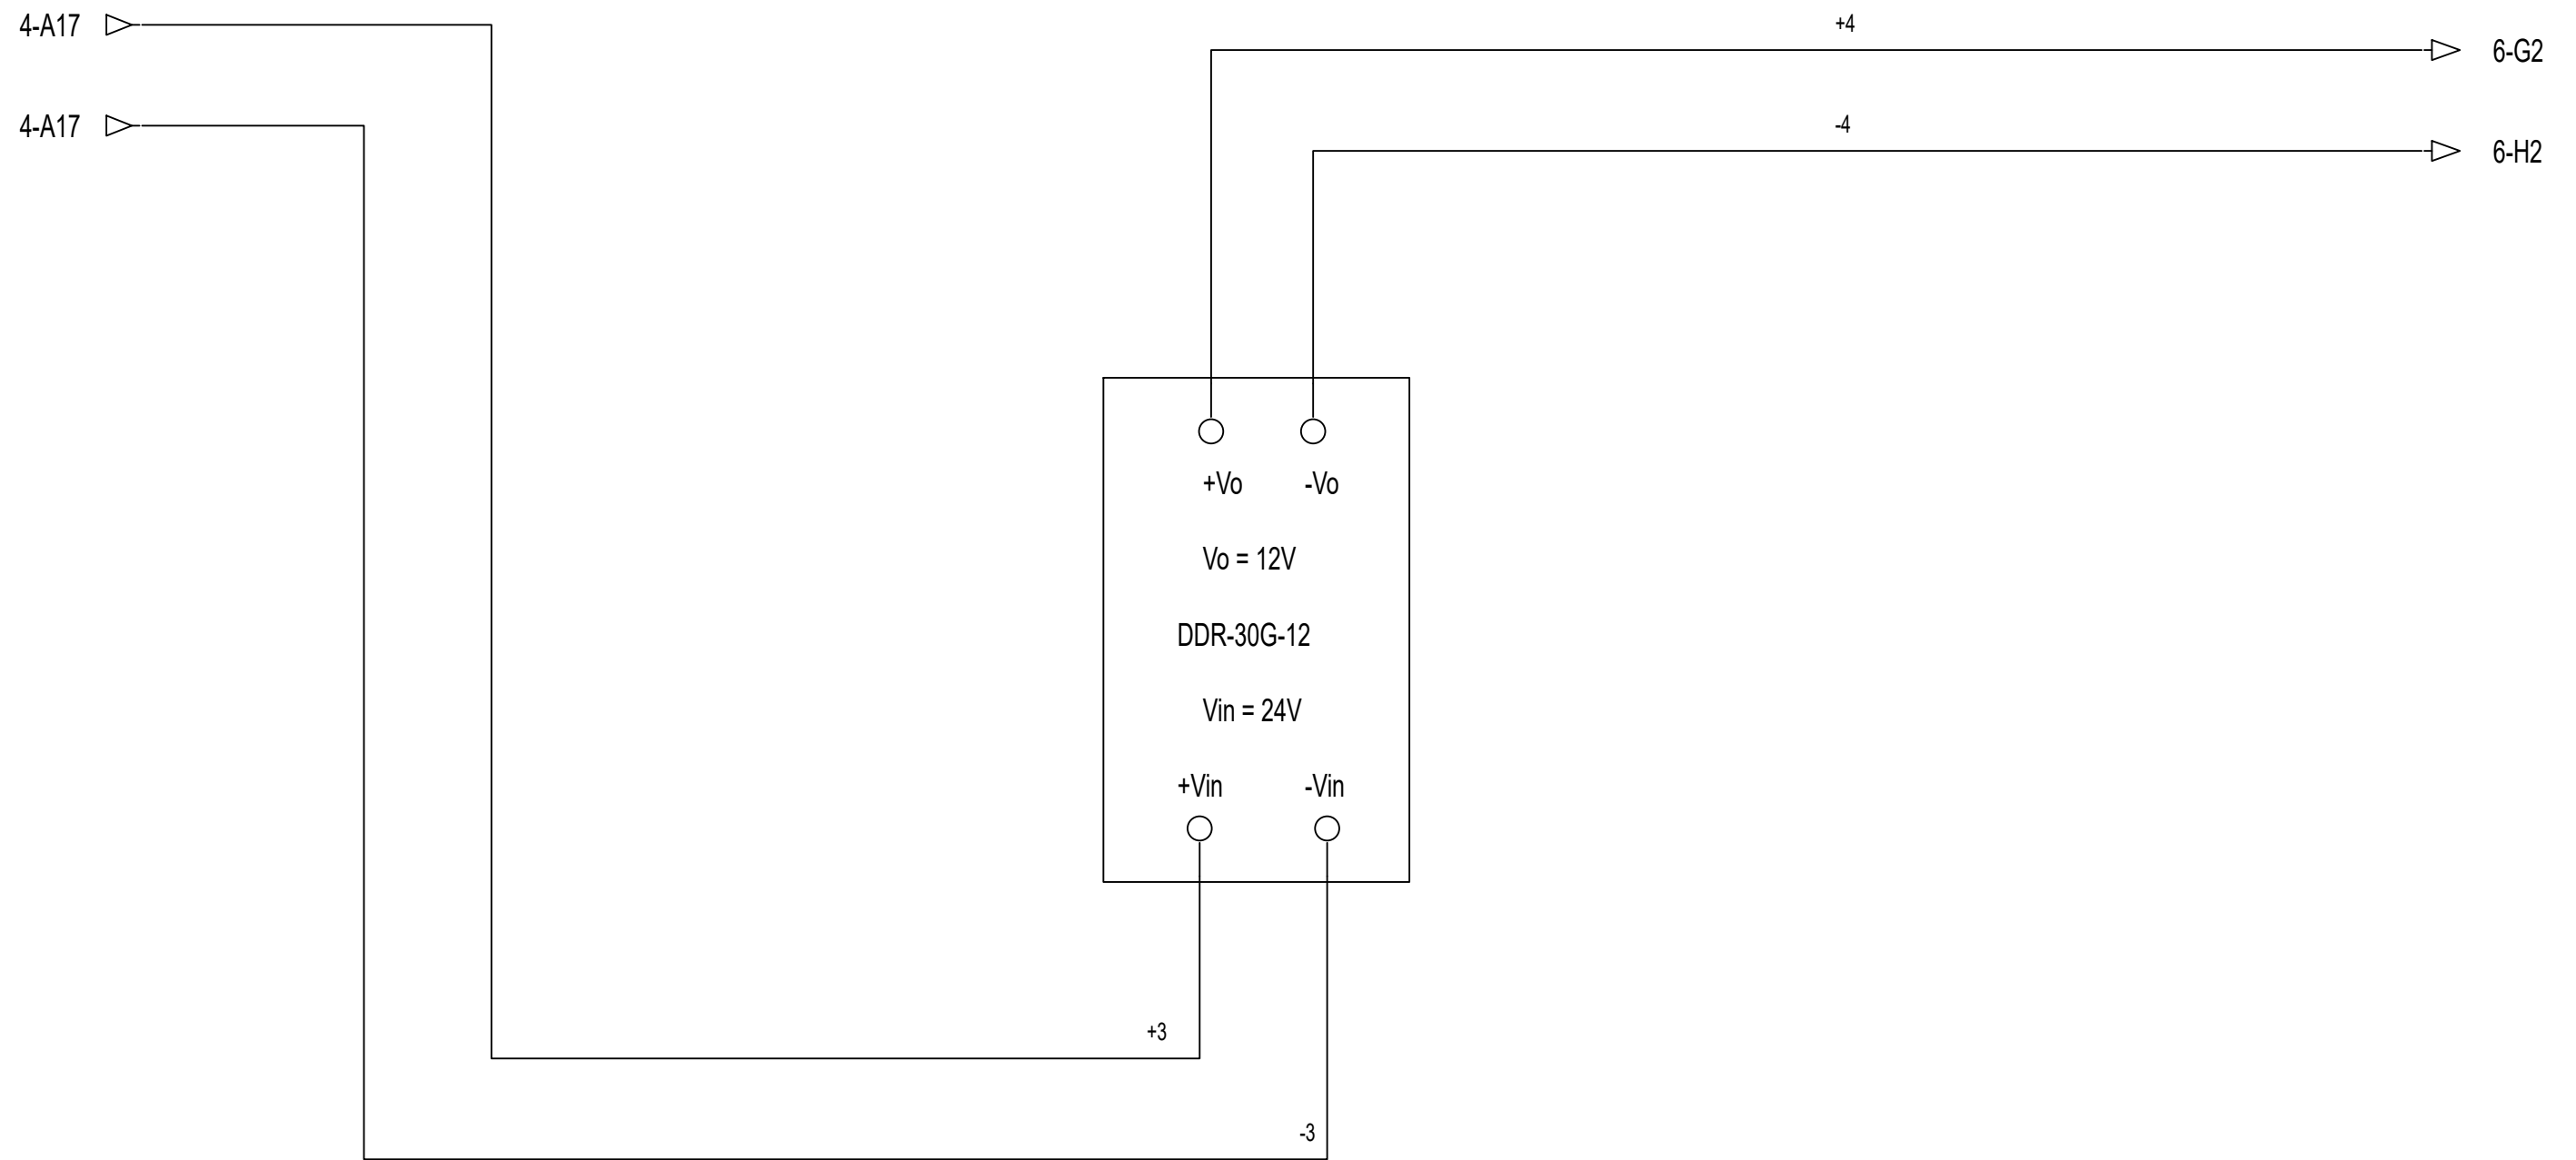 4-A17
+4
6-G2
4-A17
-4
6-H2
+Vo
-Vo
Vo = 12V
DDR-30G-12
Vin = 24V
+Vin
-Vin
+3
-3